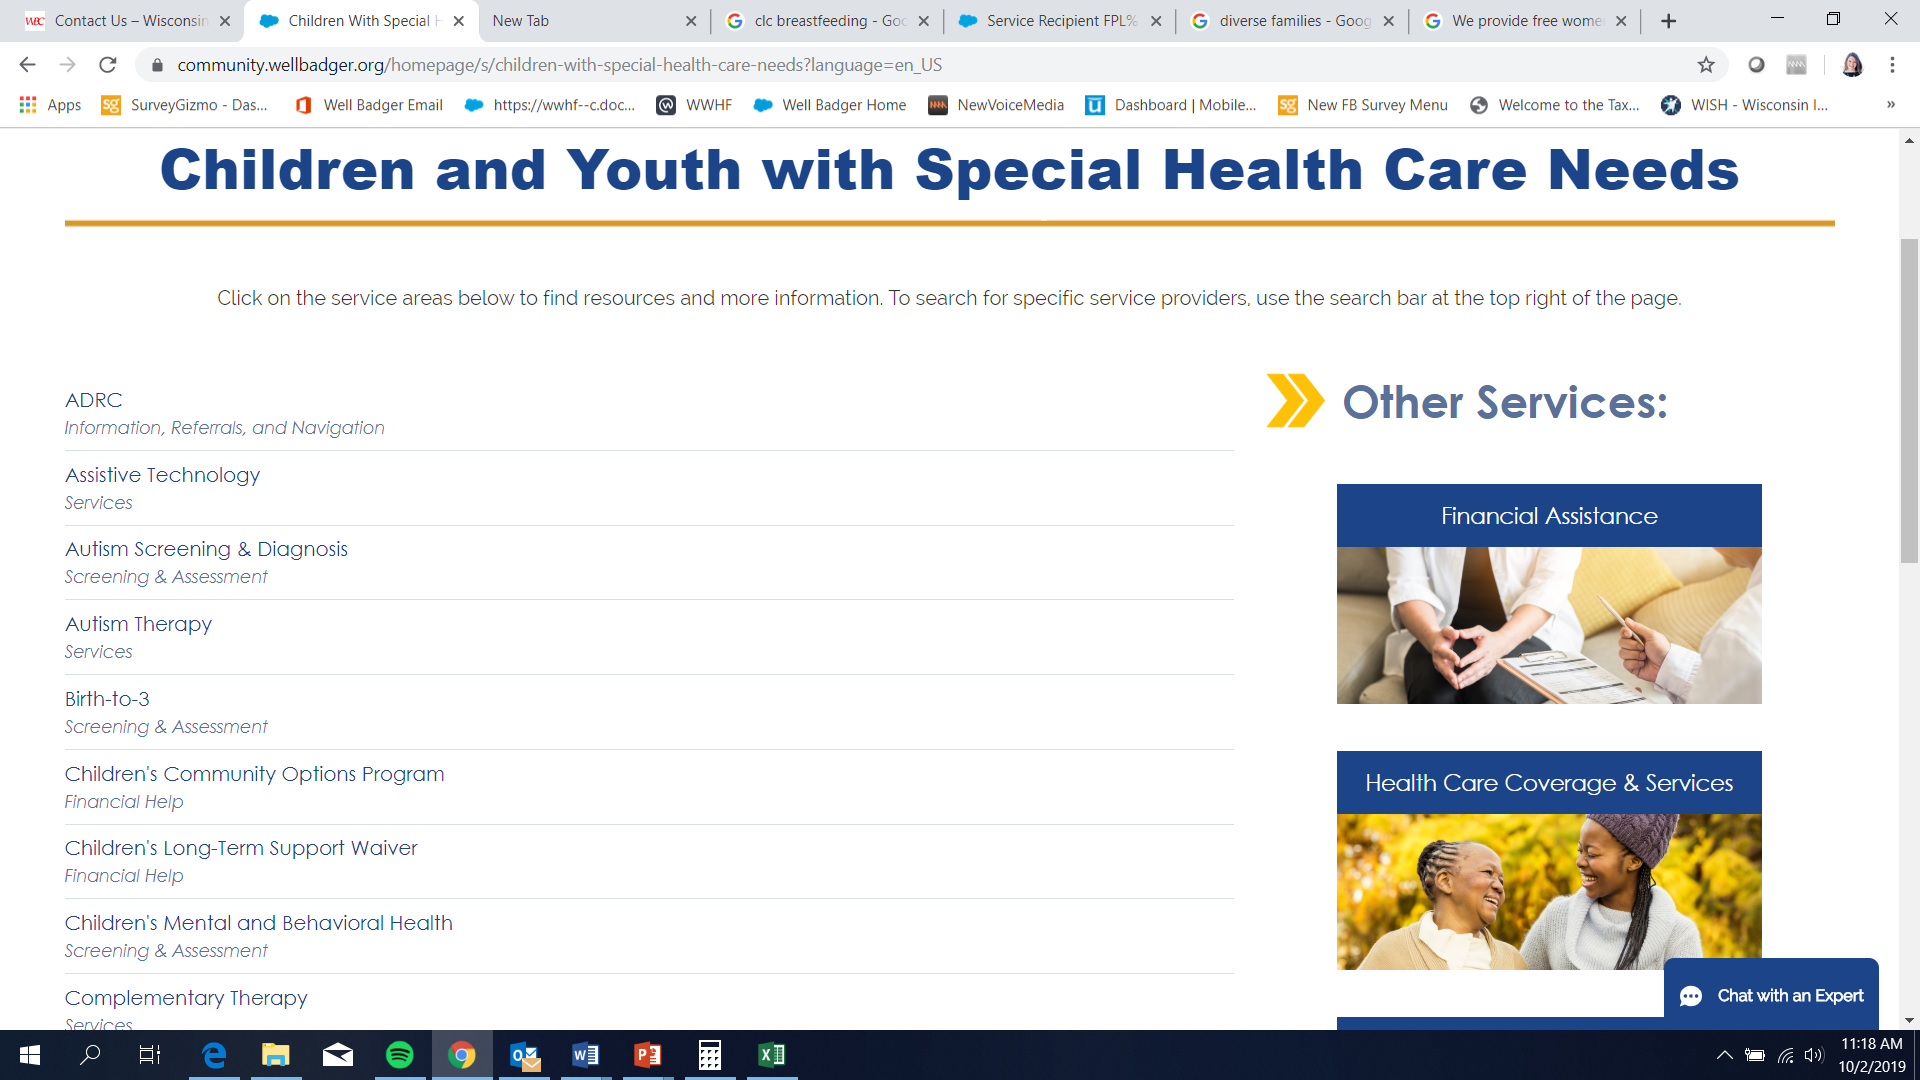 Contact Us – Wisconsin
Children With Special H
New Tab
clc breastfeeding - Goo
Service Recipient FPL%
diverse families - Goog
We provide free wome
community.wellbadger.org/homepage/s/children-with-special-health-care-needs?language=en_US
Apps
SurveyGizmo - Das...
Well Badger Email
https://wwhf--c.doc...
WWHF
Well Badger Home
NewVoiceMedia
Dashboard | Mobile...
New FB Survey Menu
Welcome to the Tax...
WISH - Wisconsin I...
»
Children and Youth with Special Health Care Needs
Click on the service areas below to find resources and more information. To search for specific service providers, use the search bar at the top right of the page.
ADRC
Information, Referrals, and Navigation
Assistive Technology
Services
Autism Screening & Diagnosis
Screening & Assessment
Autism Therapy
Services
Birth-to-3
Screening & Assessment
Children's Community Options Program
Financial Help
Children's Long-Term Support Waiver
Financial Help
Children's Mental and Behavioral Health
Screening & Assessment
Complementary Therapy
Services
Other Services:
Financial Assistance
Health Care Coverage & Services
Chat with an Expert
11:18 AM
10/2/2019